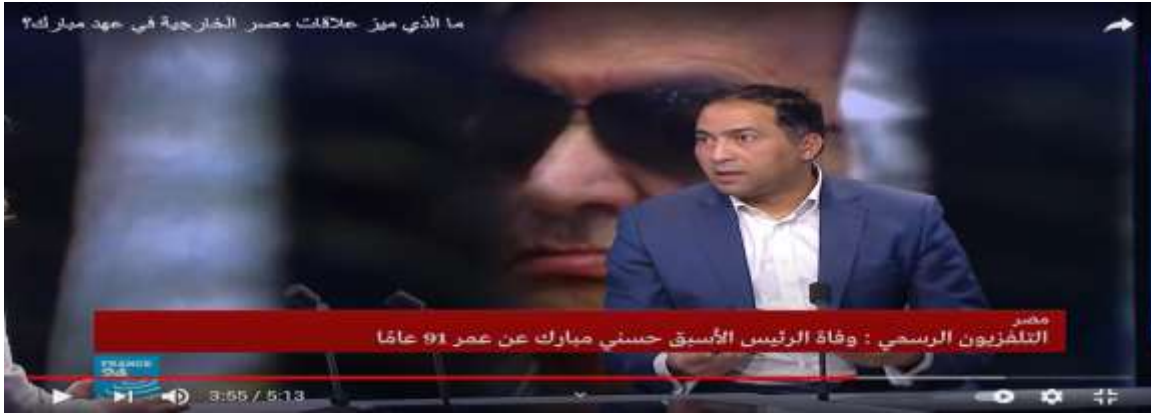 ما الذي ميز علاقات مصر الخارجية في عهد مبارك؟
مصر
التلفزيون الرسمي : وفاة الرئيس الأسبق حسني مبارك عن عمر 91 عامًا
FRANCE
24
3:55 / 5:13